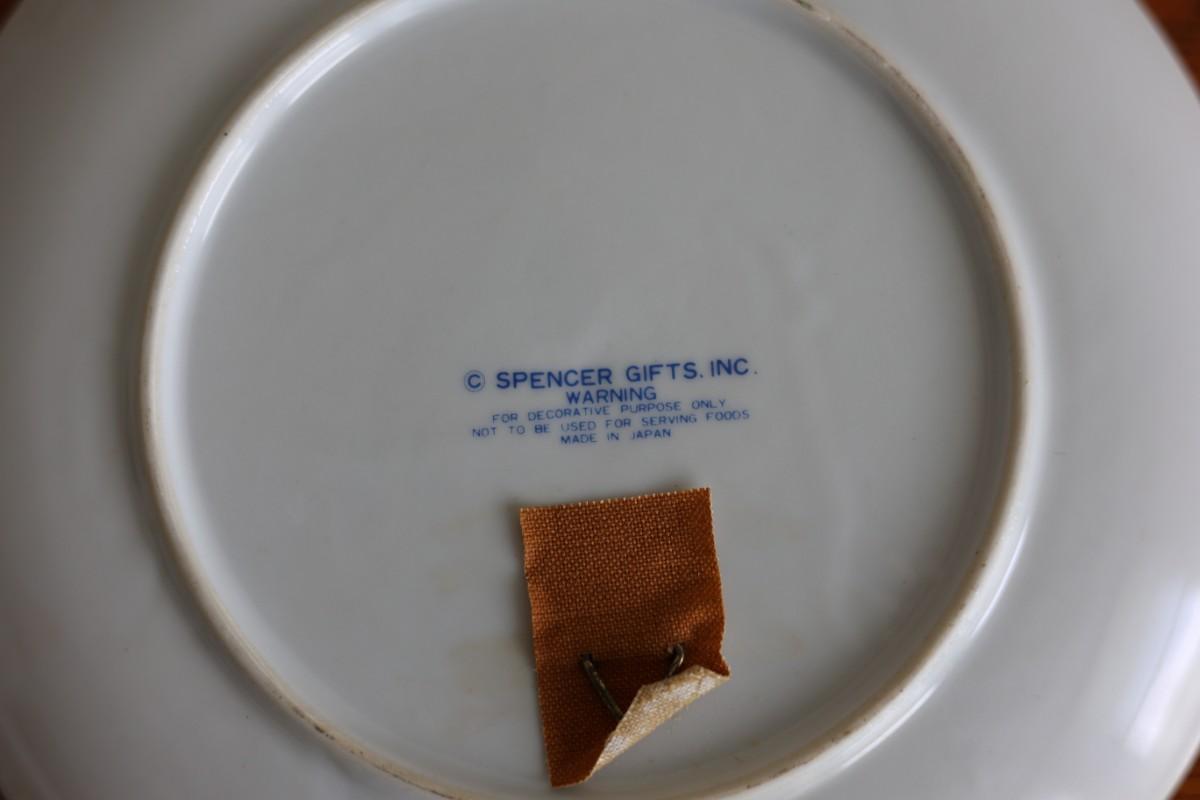 © SPENCER GIFTS. INC.
WARNING
FOR DECORATIVE PURPOSE ONLY
NOT TO BE USED FOR SERVING FOODS
MADE IN JAPAN